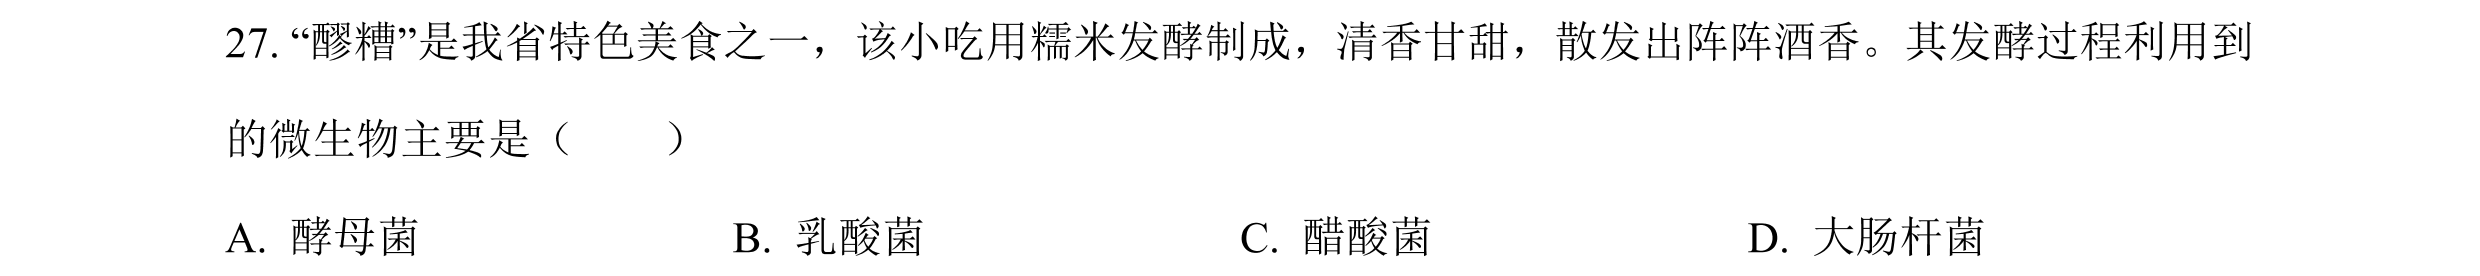 27. “醪糟”是我省特色美食之一，该小吃用糯米发酵制成，清香甘甜，散发出阵阵酒香。其发酵过程利用到
的微生物主要是（　　）
A. 酵母菌 B. 乳酸菌 C. 醋酸菌 D. 大肠杆菌